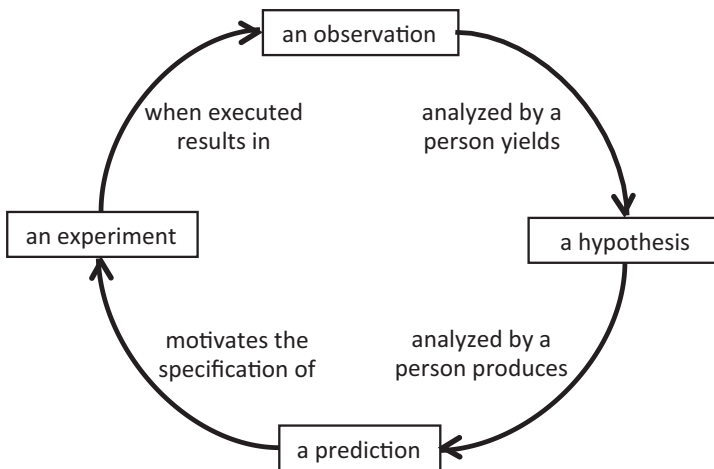 an observation
when executed
results in
analyzed by a
person yields
an experiment
a hypothesis
motivates the
specification of
analyzed by a
person produces
a prediction